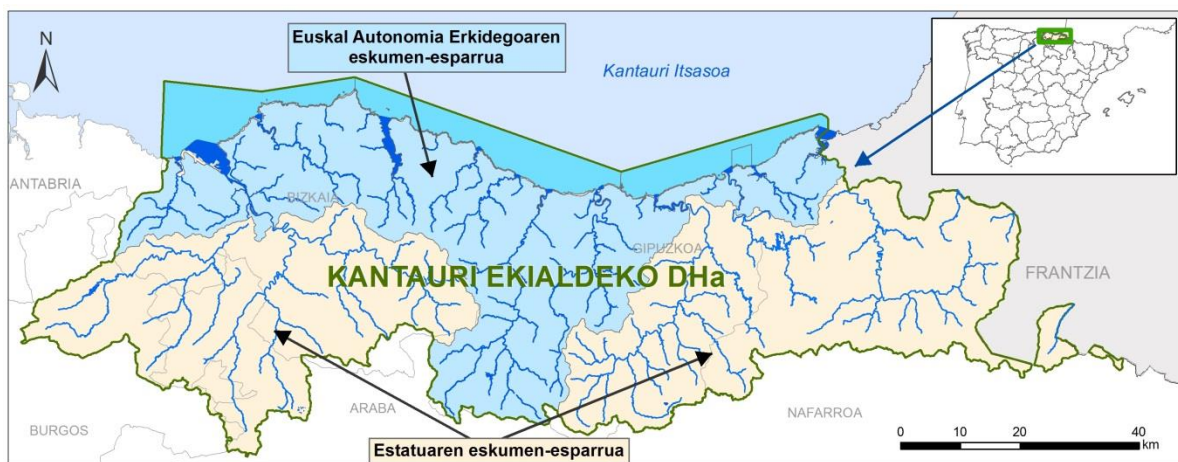 N
Euskal Autonomia Erkidegoaren
eskumen-esparrua
Kantauri Itsasoa
ANTABRIA
BIZKAIA
GIPUZKOA
KANTAURI EKIALDEKO DHa
FRANTZIA
ARABA
NAFARROA
BURGOS
Estatuaren eskumen-esparrua
0 10 20 40
km